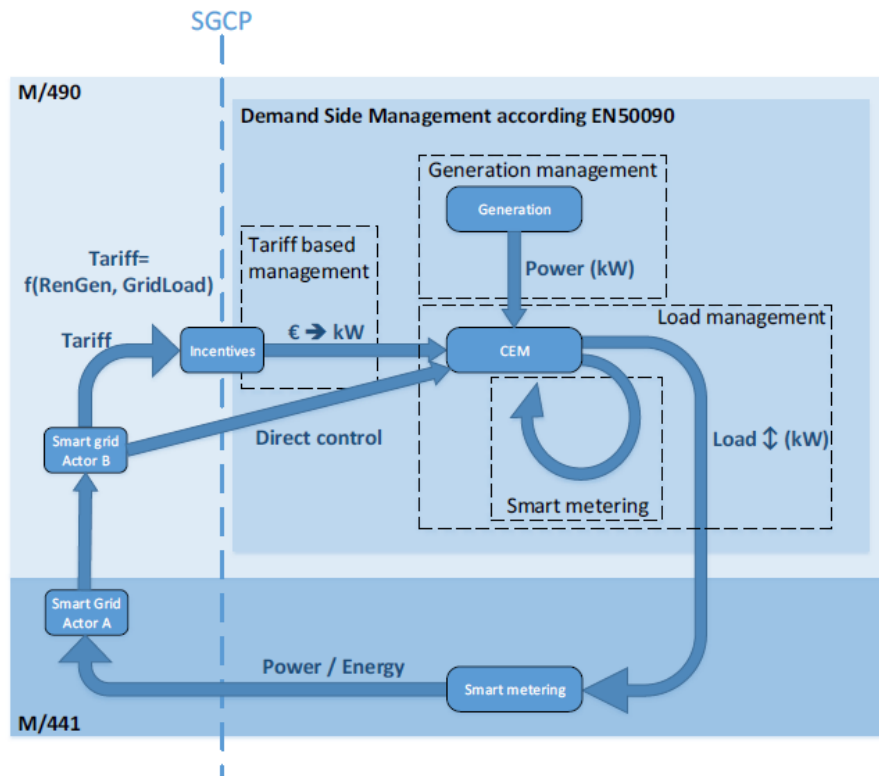 SGCP
M/490
Demand Side Management according EN50090
Generation management
Generation
Power (kW)
Tariff based
management
Tariff=
f(RenGen, GridLoad)
Tariff
Incentives
€ ➔ kW
Load management
CEM
Direct control
Smart grid
Actor B
Load ↕ (kW)
Smart metering
Smart Grid
Actor A
Power / Energy
Smart metering
M/441